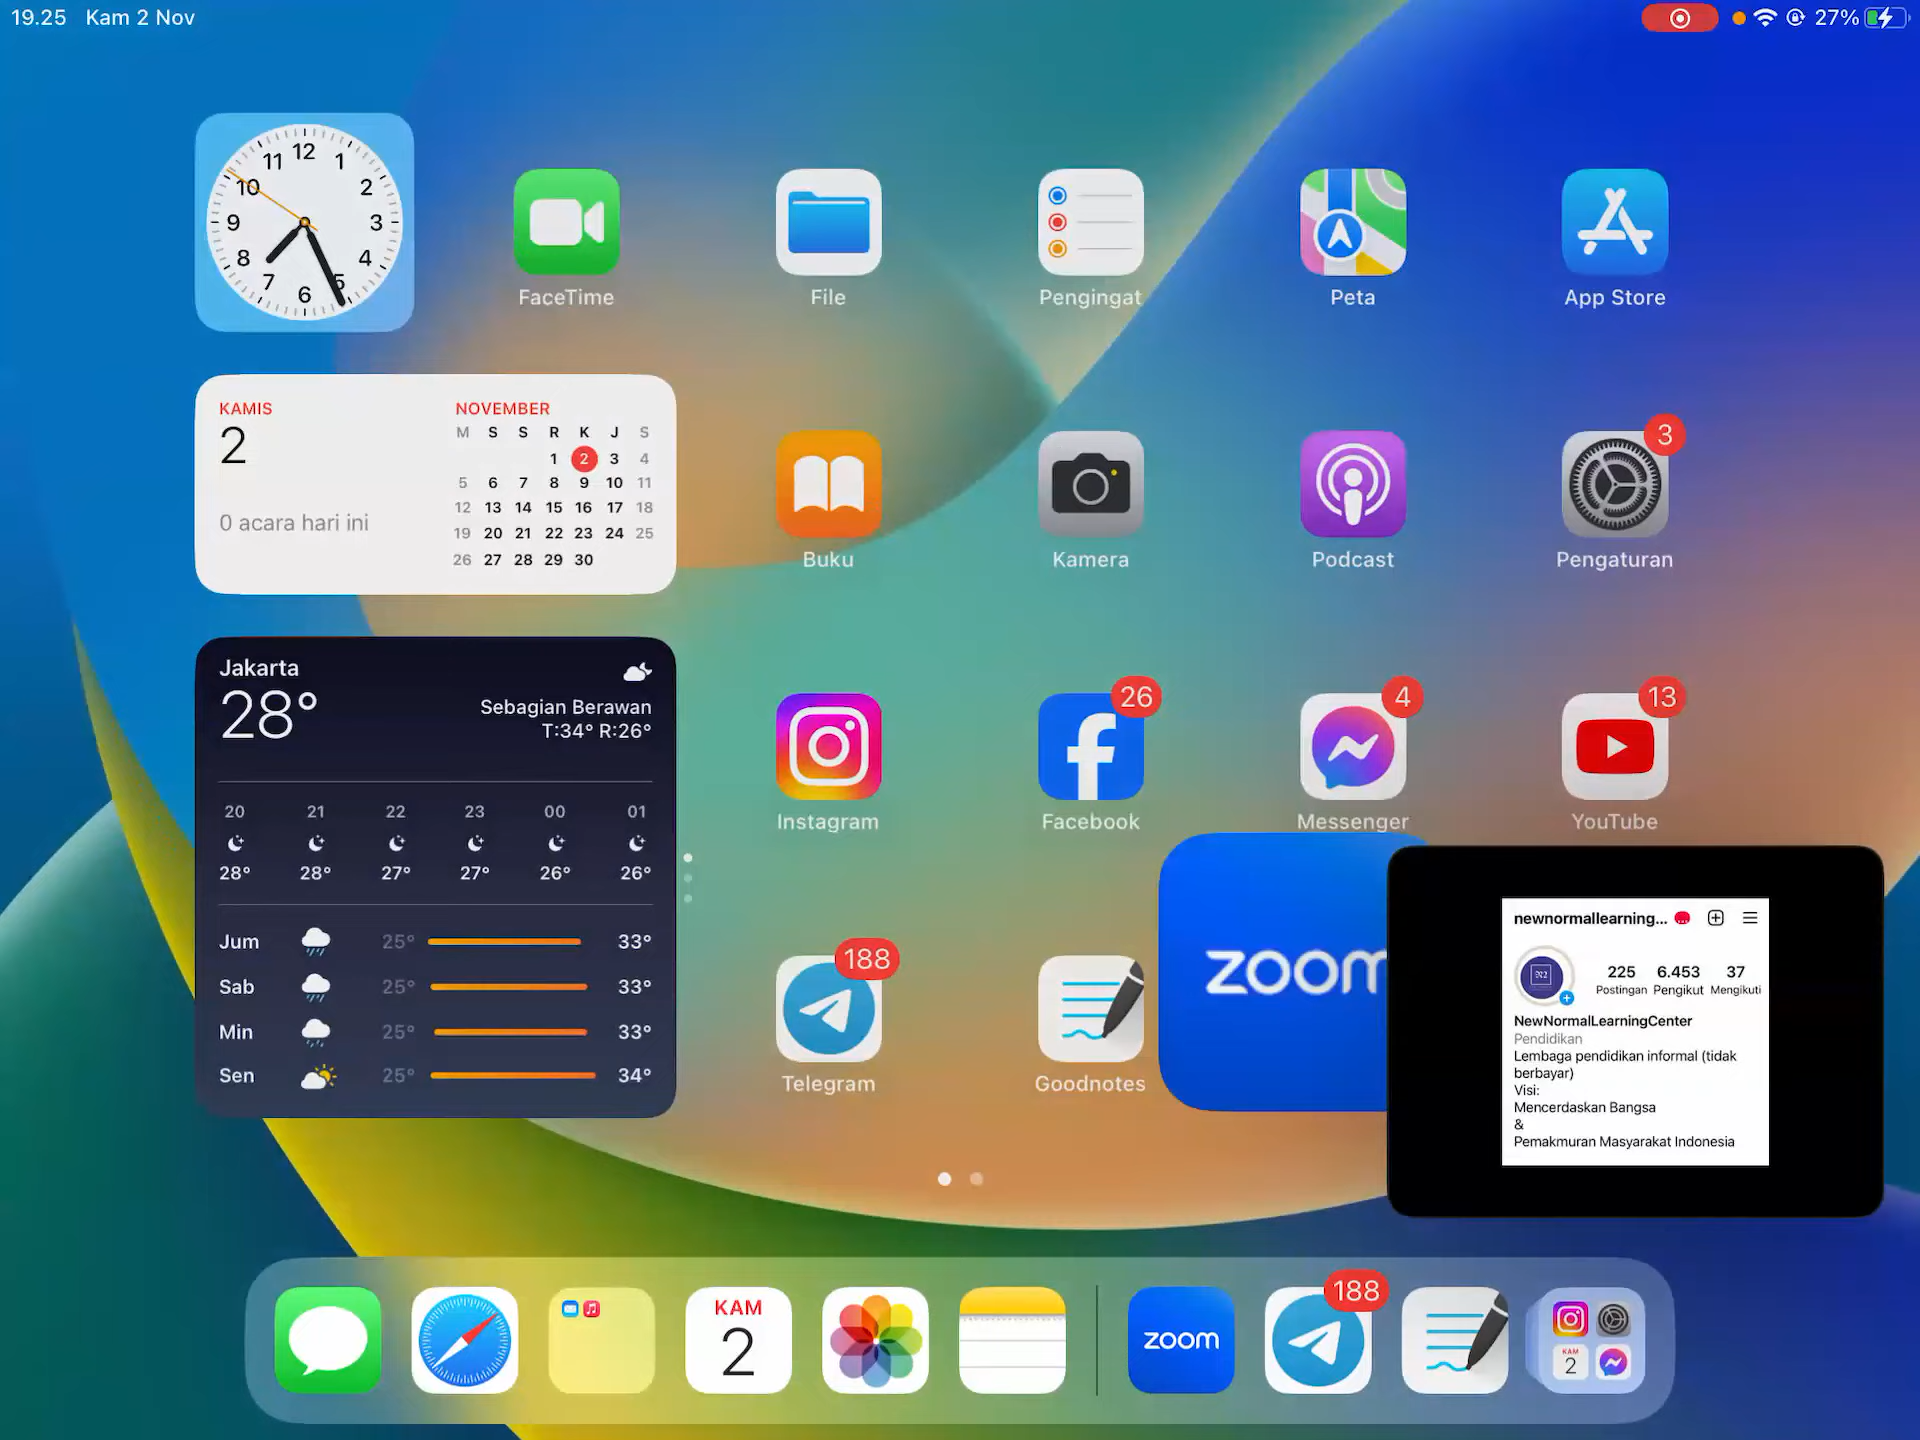 19.25 Kam 2 Nov
27%
12
11 1
10 2
9 3
8 4
7 5
6
FaceTime
File
Pengingat
Peta
App Store
KAMIS
2
0 acara hari ini
NOVEMBER
M S S R K J S
1 2 3 4
5 6 7 8 9 10 11
12 13 14 15 16 17 18
19 20 21 22 23 24 25
26 27 28 29 30
Buku
Kamera
Podcast
3
Pengaturan
Jakarta
28°
Sebagian Berawan
T:34° R:26°
20 21 22 23 00 01
28° 28° 27° 27° 26° 26°
Jum 25° 33°
Sab 25° 33°
Min 25° 33°
Sen 25° 34°
Instagram
26
Facebook
4
Messenger
13
YouTube
188
Telegram
Goodnotes
zoom
newnormallearning...
225 6.453 37
Postingan Pengikut Mengikuti
NewNormalLearningCenter
Pendidikan
Lembaga pendidikan informal (tidak
berbayar)
Visi:
Mencerdaskan Bangsa
&
Pemakmuran Masyarakat Indonesia
KAM
2
zoom
188
KAM
2